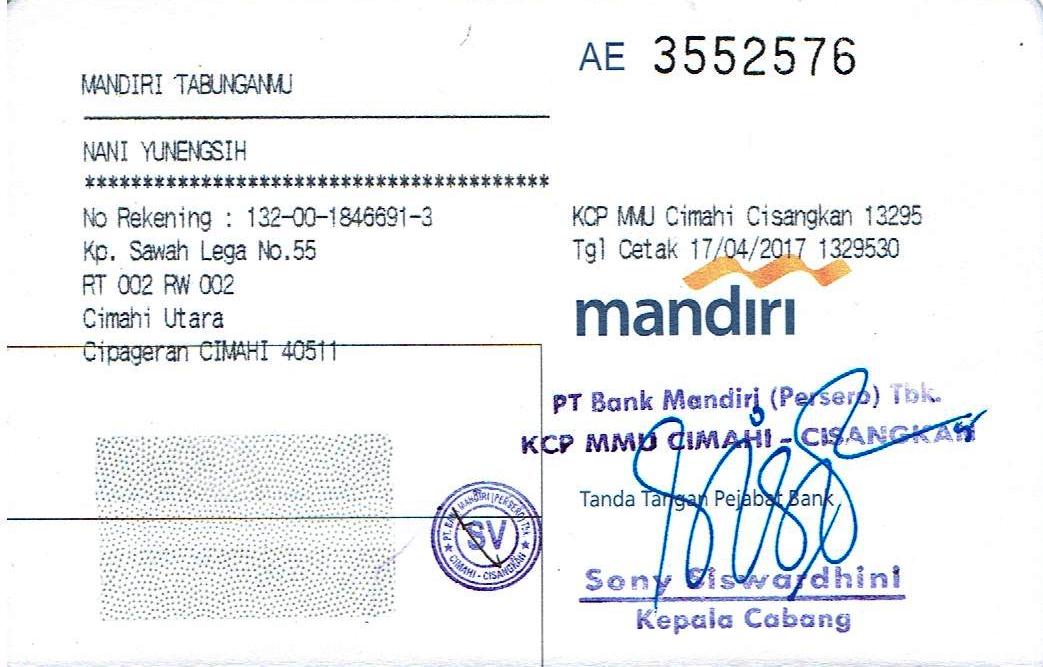 MANDIRI TABUNGANMU
AE 3552576
NANI YUNENGSIH
****************************************
No Rekening : 132-00-1846691-3
Kp. Sawah Lega No.55
RT 002 RW 002
Cimahi Utara
Cipageran CIMAHI 40511
KCP MMU Cimahi Cisangkan 13295
Tgl Cetak 17/04/2017 1329530
mandırı
PT Bank Mandiri (Persero) Tbk.
KCP MMU CIMAHI - CISANGKAN
Tanda Tangan Pejabat Bank
Sony Siswardhini
Kepala Cabang
PT. BANK MANDIRI (PERSERO) Tbk
SV
CIMAHI - CISANGKAN